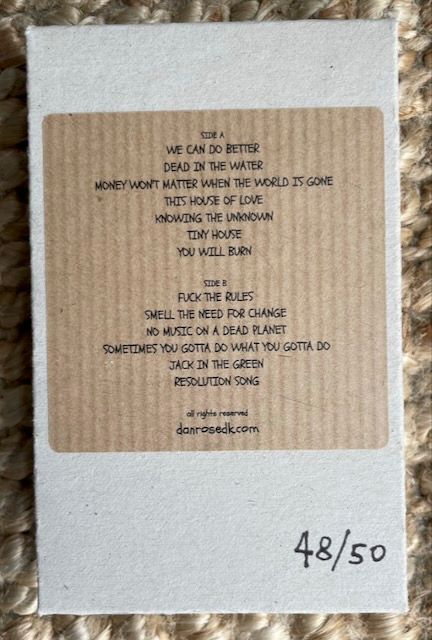 SIDE A
WE CAN DO BETTER
DEAD IN THE WATER
MONEY WON'T MATTER WHEN THE WORLD IS GONE
THIS HOUSE OF LOVE
KNOWING THE UNKNOWN
TINY HOUSE
YOU WILL BURN
SIDE B
FUCK THE RULES
SMELL THE NEED FOR CHANGE
NO MUSIC ON A DEAD PLANET
SOMETIMES YOU GOTTA DO WHAT YOU GOTTA DO
JACK IN THE GREEN
RESOLUTION SONG
all rights reserved
danrosedk.com
48/50